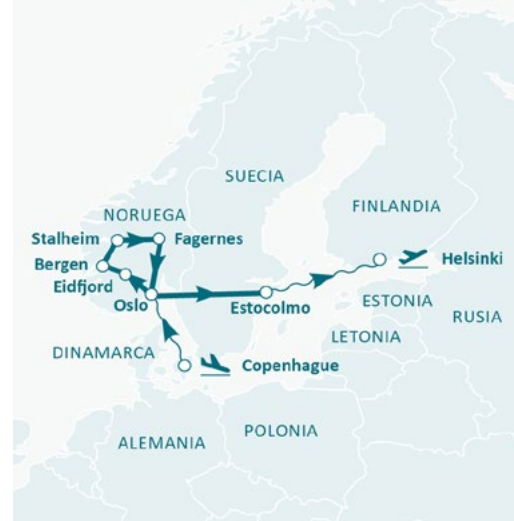 SUECIA
FINLANDIA
NORUEGA
Stalheim
Fagernes
Bergen
Helsinki
Eidfjord
Oslo
Estocolmo
ESTONIA
RUSIA
LETONIA
DINAMARCA
Copenhague
ALEMANIA
POLONIA